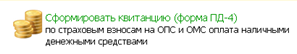 Сформировать квитанцию (форма ПД-4)
по страховым взносам на ОПС и ОМС оплата наличными
денежными средствами